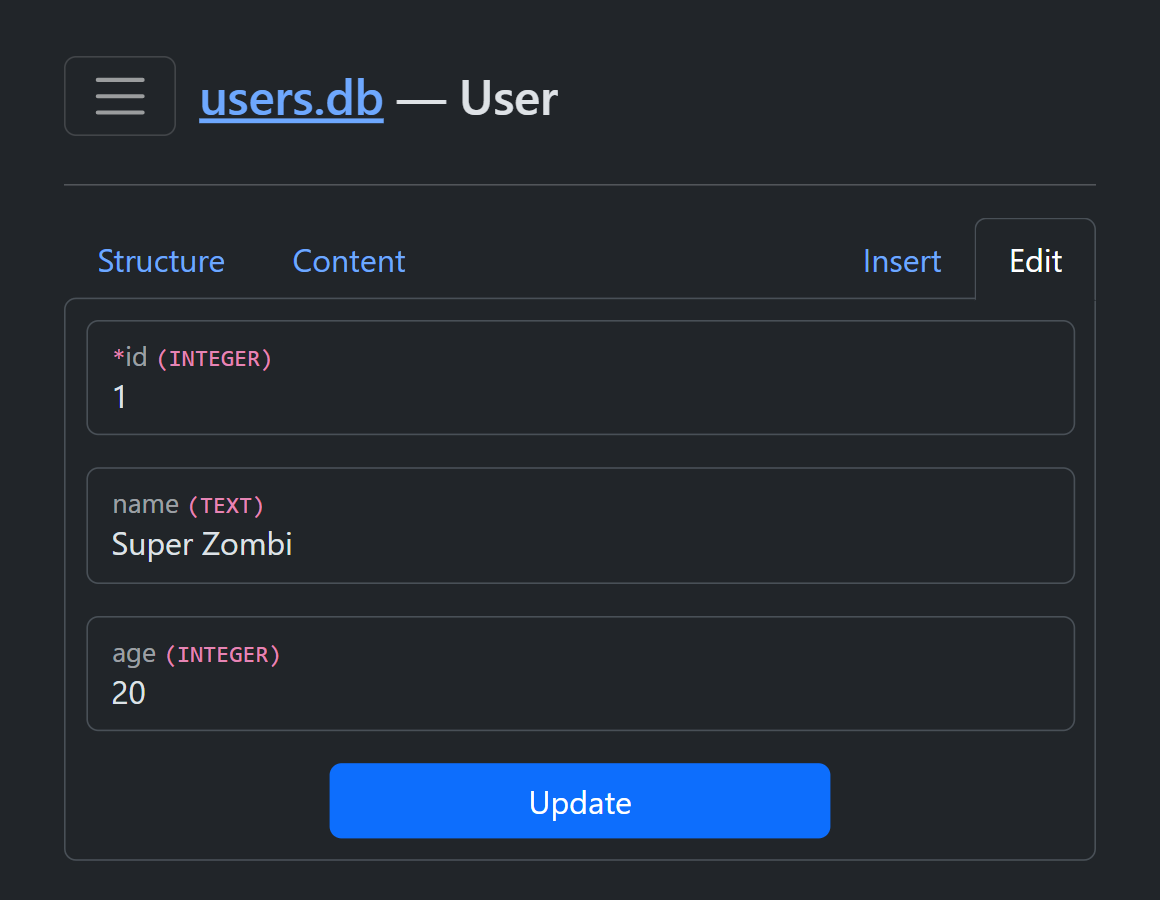 users.db — User
Structure Content Insert Edit
*id (INTEGER)
1
name (TEXT)
Super Zombi
age (INTEGER)
20
Update